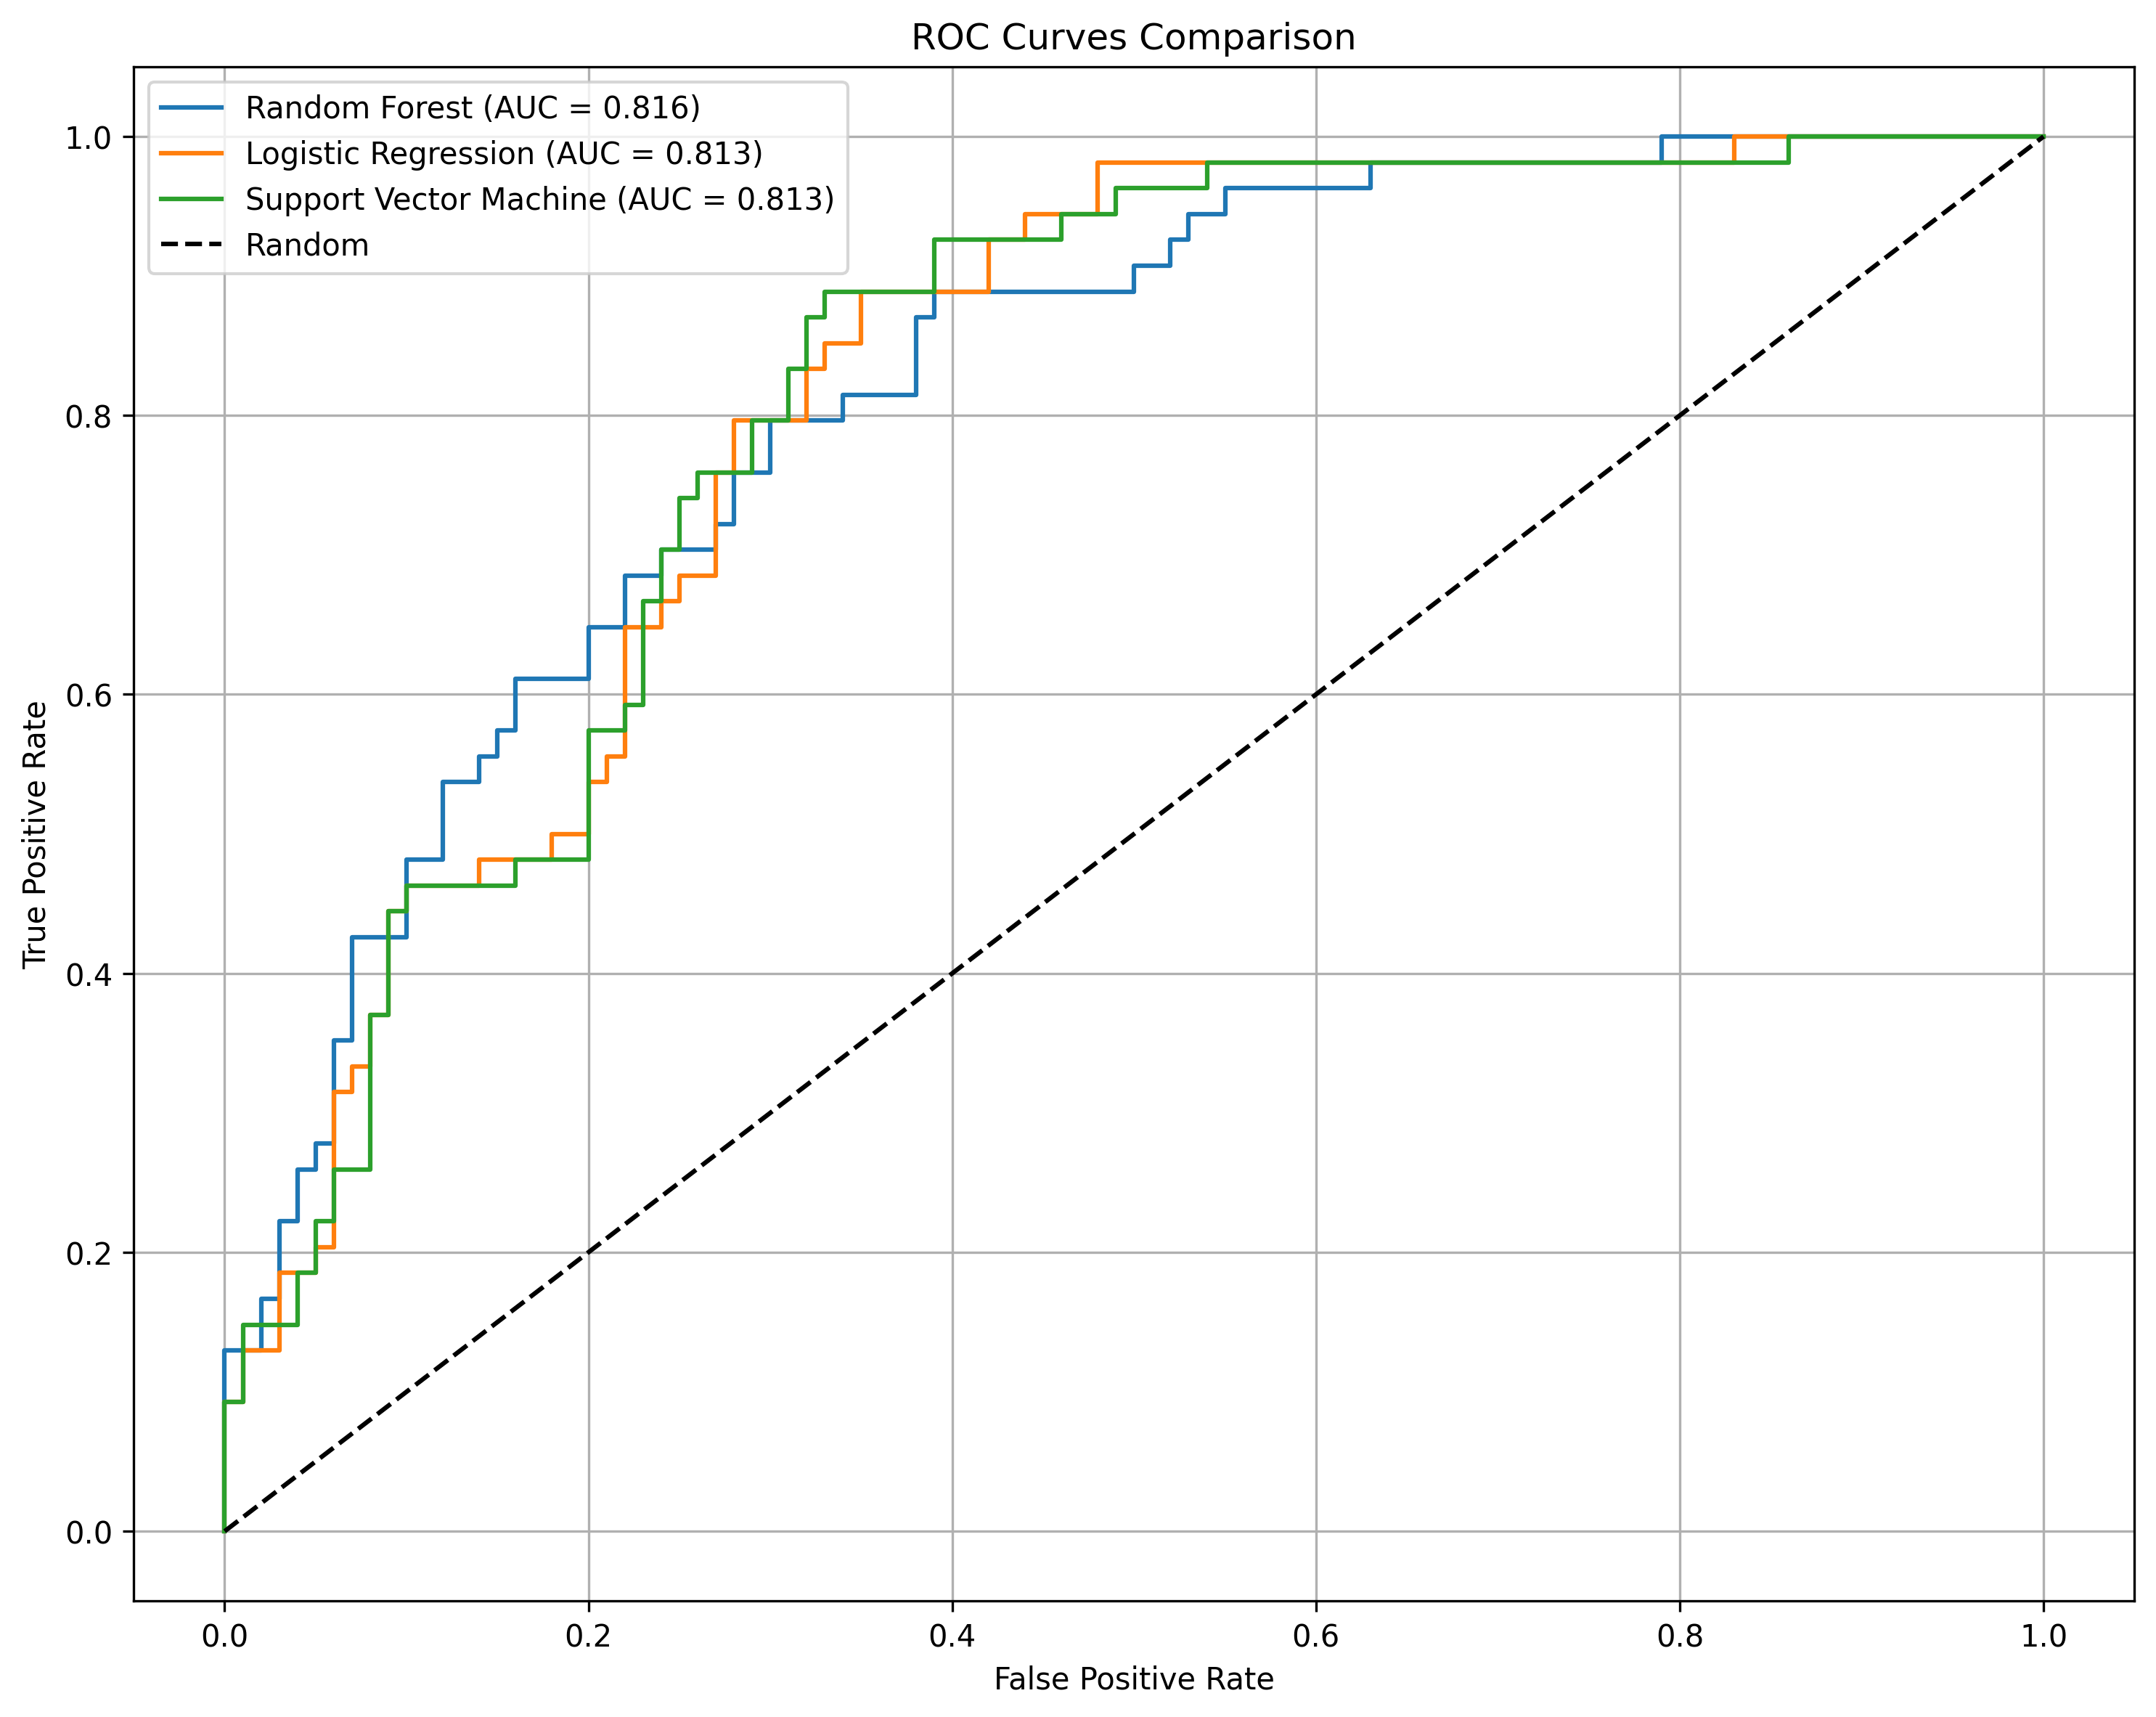 ROC Curves Comparison
Random Forest (AUC = 0.816)
Logistic Regression (AUC = 0.813)
Support Vector Machine (AUC = 0.813)
Random
1.0
0.8
0.6
0.4
0.2
0.0
True Positive Rate
0.0 0.2 0.4 0.6 0.8 1.0
False Positive Rate